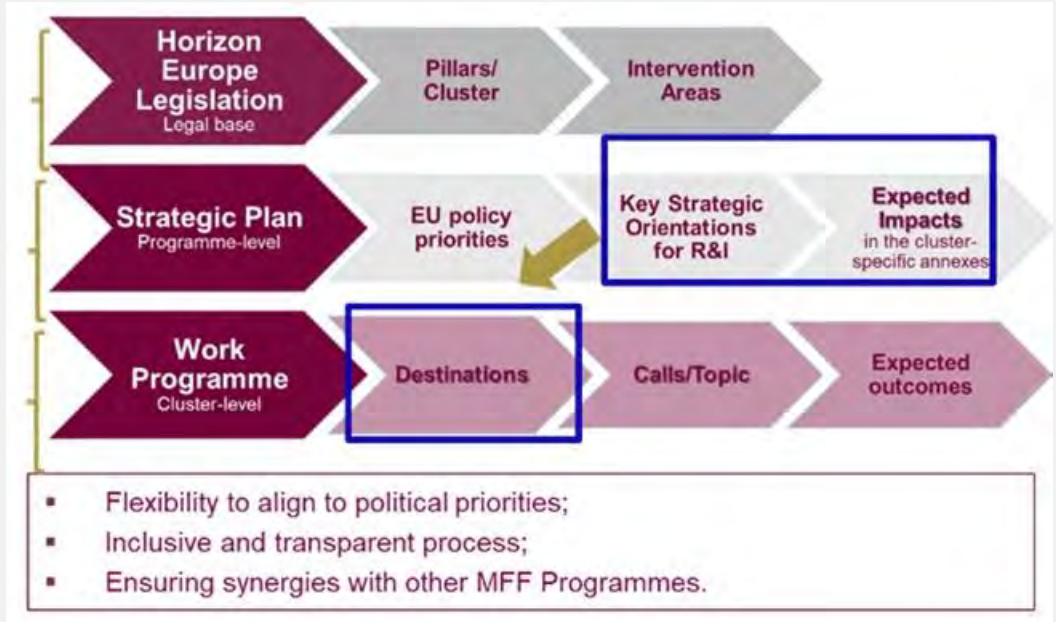 Horizon
Europe
Legislation
Legal base
Pillars/
Cluster
Intervention
Areas
Strategic Plan
Programme-level
EU policy
priorities
Key Strategic
Orientations
for R&I
Expected
Impacts
in the cluster-
specific annexes
Work
Programme
Cluster-level
Destinations
Calls/Topic
Expected
outcomes
▪ Flexibility to align to political priorities;
▪ Inclusive and transparent process;
▪ Ensuring synergies with other MFF Programmes.